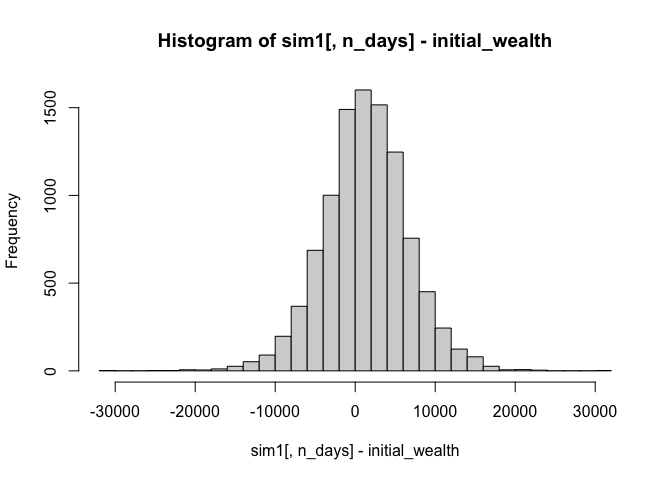 Histogram of sim1[, n_days] - initial_wealth
Frequency
1500
1000
500
0
-30000 -20000 -10000 0 10000 20000 30000
sim1[, n_days] - initial_wealth